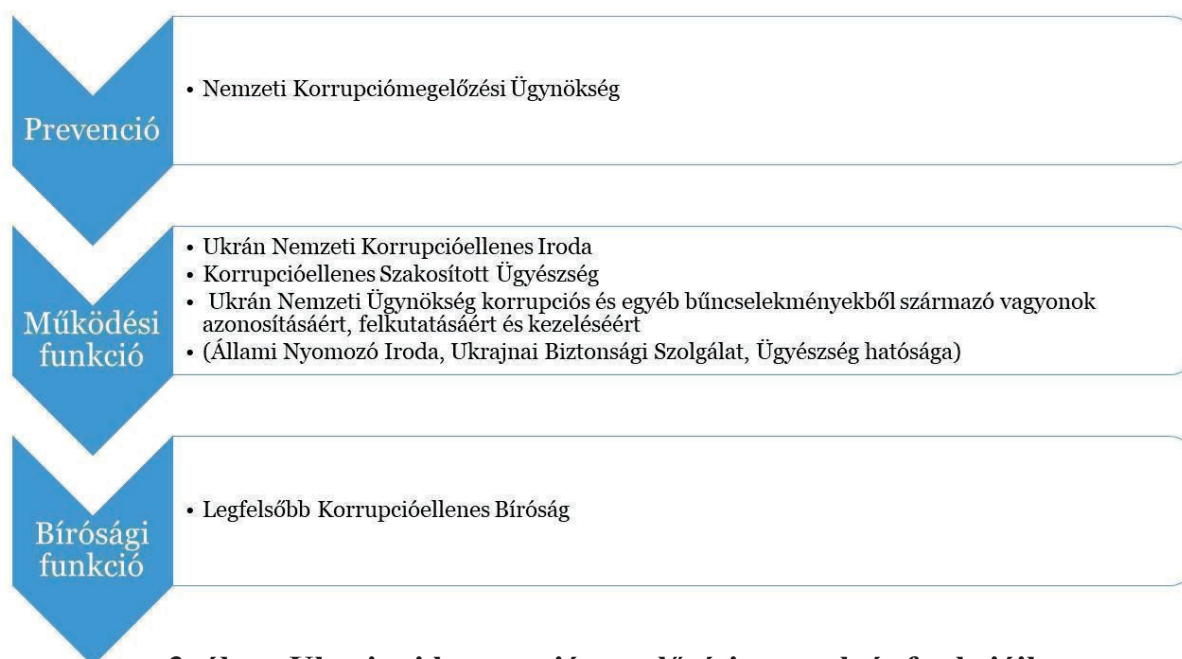 Prevenció
• Nemzeti Korrupciómegelőzési Ügynökség
Működési
funkció
• Ukrán Nemzeti Korrupcióellenes Iroda
• Korrupcióellenes Szakosított Ügyészség
• Ukrán Nemzeti Ügynökség korrupciós és egyéb bűncselekményekből származó vagyonok
azonosításáért, felkutatásáért és kezeléséért
• (Állami Nyomozó Iroda, Ukrajnai Biztonsági Szolgálat, Ügyészség hatósága)
Bírósági
funkció
• Legfelsőbb Korrupcióellenes Bíróság